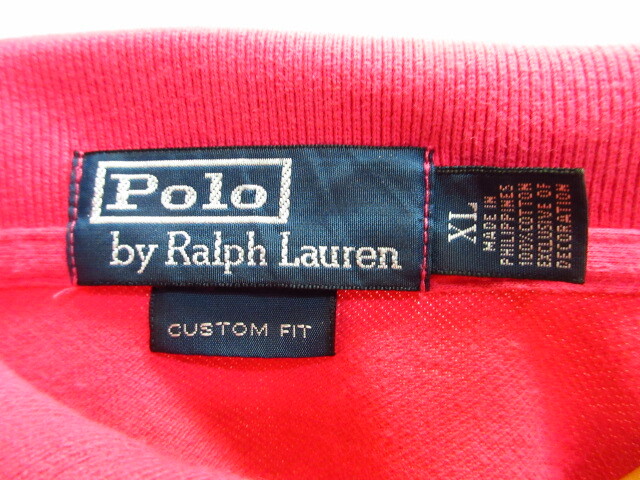 Polo
by Ralph Lauren
CUSTOM FIT
XL
MADE IN
PHILIPPINES
100%COTTON
EXCLUSIVE OF
DECORATION